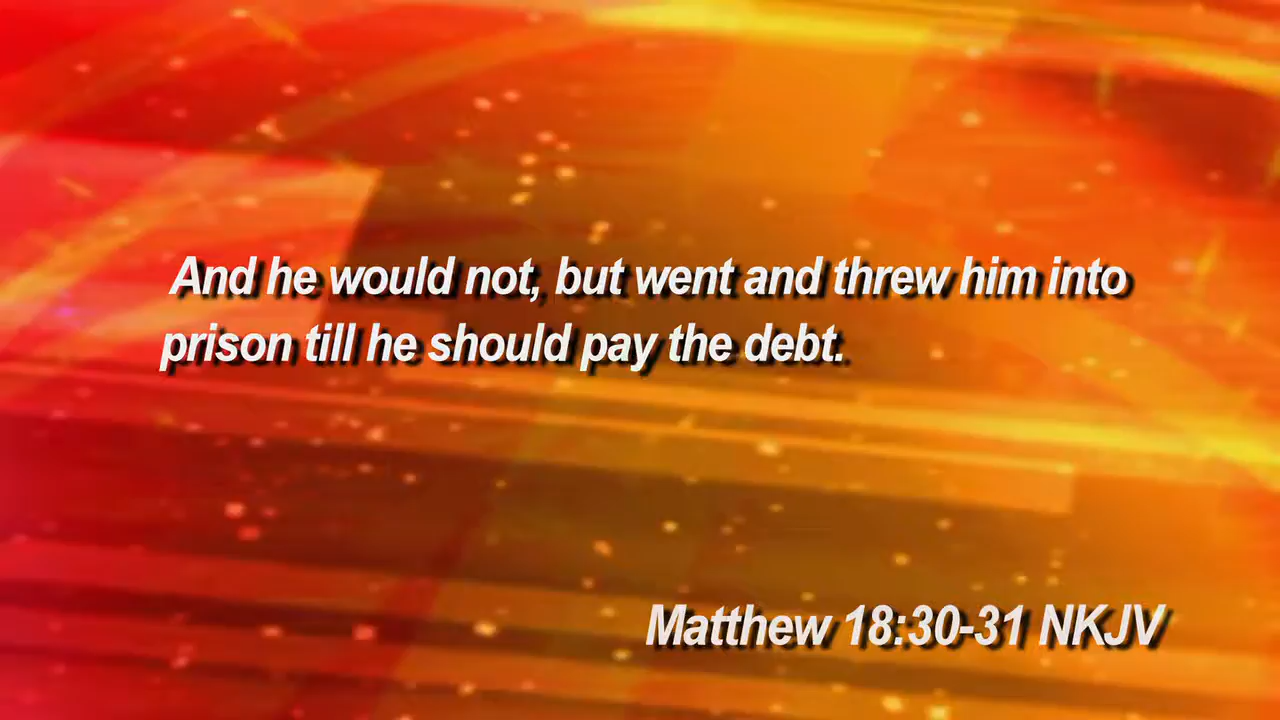 And he would not, but went and threw him into
prison till he should pay the debt.
Matthew 18:30-31 NKJV